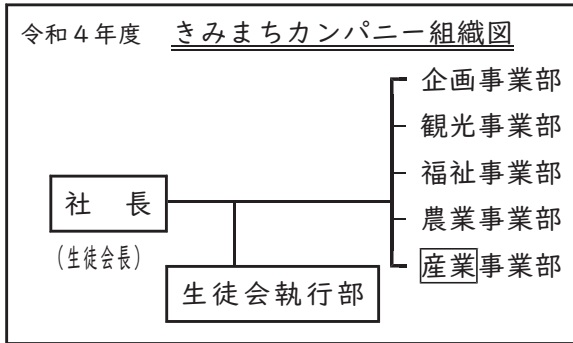 令和４年度　きみまちカンパニー組織図
企画事業部
観光事業部
福祉事業部
農業事業部
産業事業部
社　長
(生徒会長)
生徒会執行部